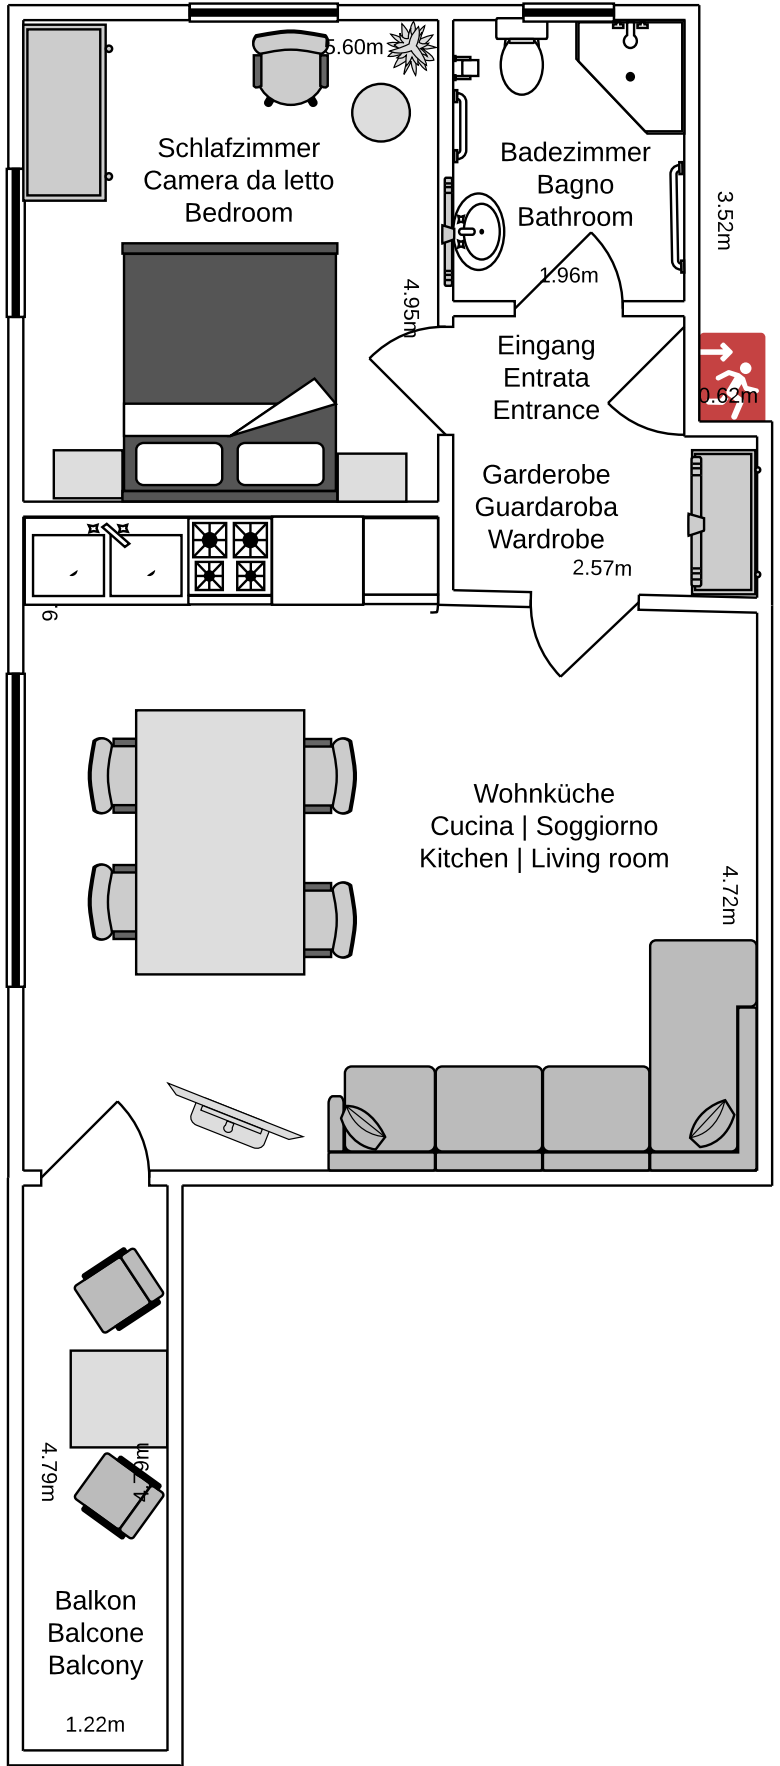 5.60m
Schlafzimmer
Camera da letto
Bedroom
Badezimmer
Bagno
Bathroom
3.52m
1.96m
4.95m
Eingang
Entrata
Entrance
0.62m
Garderobe
Guardaroba
Wardrobe
2.57m
Wohnküche
Cucina | Soggiorno
Kitchen | Living room
4.72m
4.79m
Balkon
Balcone
Balcony
1.22m